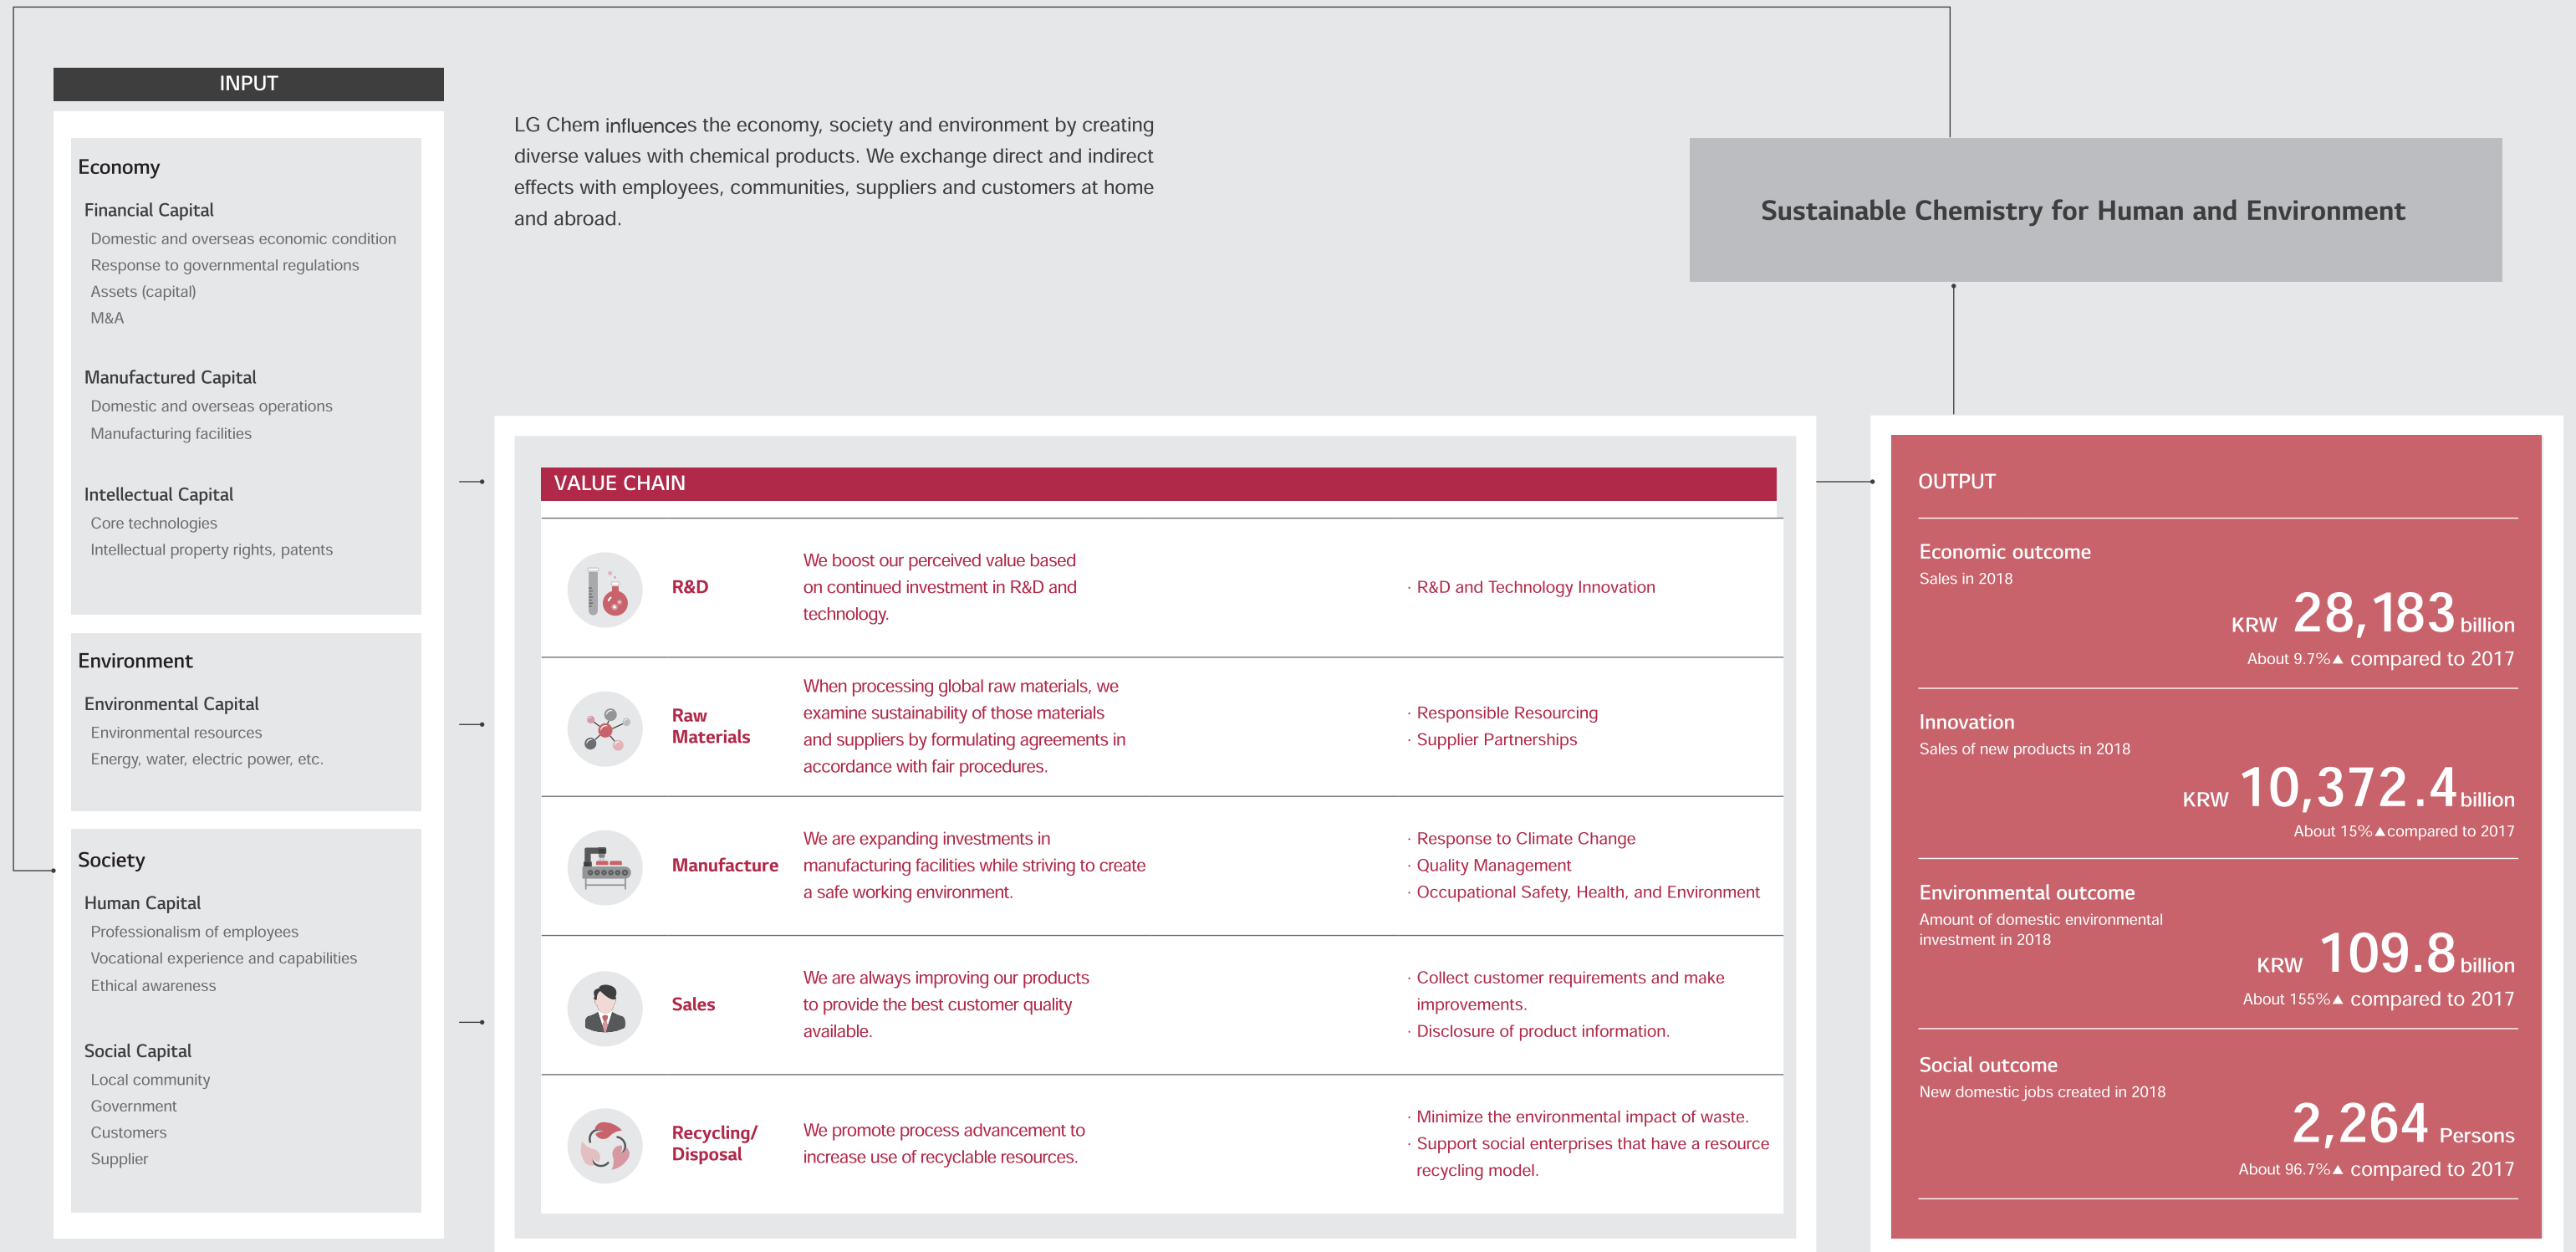 INPUT
Economy
Financial Capital
Domestic and overseas economic condition
Response to governmental regulations
Assets (capital)
M&A
Manufactured Capital
Domestic and overseas operations
Manufacturing facilities
Intellectual Capital
Core technologies
Intellectual property rights, patents
Environment
Environmental Capital
Environmental resources
Energy, water, electric power, etc.
Society
Human Capital
Professionalism of employees
Vocational experience and capabilities
Ethical awareness
Social Capital
Local community
Government
Customers
Supplier
LG Chem influences the economy, society and environment by creating
diverse values with chemical products. We exchange direct and indirect
effects with employees, communities, suppliers and customers at home
and abroad.
Sustainable Chemistry for Human and Environment
VALUE CHAIN
R&D
We boost our perceived value based
on continued investment in R&D and
technology.
· R&D and Technology Innovation
Raw
Materials
When processing global raw materials, we
examine sustainability of those materials
and suppliers by formulating agreements in
accordance with fair procedures.
· Responsible Resourcing
· Supplier Partnerships
Manufacture
We are expanding investments in
manufacturing facilities while striving to create
a safe working environment.
· Response to Climate Change
· Quality Management
· Occupational Safety, Health, and Environment
Sales
We are always improving our products
to provide the best customer quality
available.
· Collect customer requirements and make
improvements.
· Disclosure of product information.
Recycling/
Disposal
We promote process advancement to
increase use of recyclable resources.
· Minimize the environmental impact of waste.
· Support social enterprises that have a resource
recycling model.
OUTPUT
Economic outcome
Sales in 2018
KRW 28,183 billion
About 9.7%▲ compared to 2017
Innovation
Sales of new products in 2018
KRW 10,372.4 billion
About 15%▲compared to 2017
Environmental outcome
Amount of domestic environmental
investment in 2018
KRW 109.8 billion
About 155%▲ compared to 2017
Social outcome
New domestic jobs created in 2018
2,264 Persons
About 96.7%▲ compared to 2017